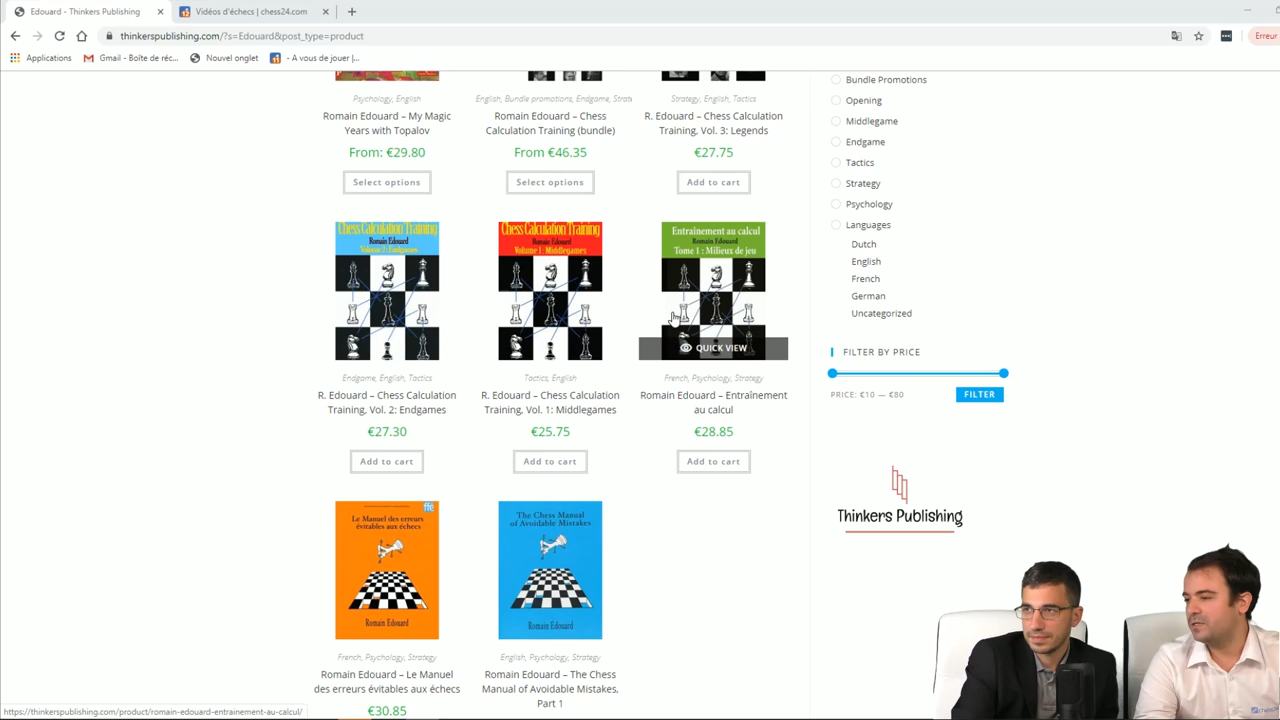 Edouard - Thinkers Publishing
Vidéos d'échecs | chess24.com
thinkerspublishing.com/?s=Edouard&post_type=product
Erreur
Applications
Gmail - Boîte de réc...
Nouvel onglet
- A vous de jouer |...
Psychology, English
Romain Edouard – My Magic
Years with Topalov
From: €29.80
Select options
English, Bundle promotions, Endgame, Strate
Romain Edouard – Chess
Calculation Training (bundle)
From €46.35
Select options
Strategy, English, Tactics
R. Edouard – Chess Calculation
Training, Vol. 3: Legends
€27.75
Add to cart
Chess Calculation Training
Romain Edouard
Volume 2: Endgames
Endgame, English, Tactics
R. Edouard – Chess Calculation
Training, Vol. 2: Endgames
€27.30
Add to cart
Chess Calculation Training
Romain Edouard
Volume 1: Middlegames
Tactics, English
R. Edouard – Chess Calculation
Training, Vol. 1: Middlegames
€25.75
Add to cart
Entraînement au calcul
Romain Edouard
Tome 1 : Milieux de jeu
QUICK VIEW
French, Psychology, Strategy
Romain Edouard – Entraînement
au calcul
€28.85
Add to cart
ffe
Le Manuel des erreurs
évitables aux échecs
Romain Edouard
French, Psychology, Strategy
Romain Edouard – Le Manuel
des erreurs évitables aux échecs
€30.85
The Chess Manual
of Avoidable Mistakes
Romain Edouard
English, Psychology, Strategy
Romain Edouard – The Chess
Manual of Avoidable Mistakes,
Part 1
Bundle Promotions
Opening
Middlegame
Endgame
Tactics
Strategy
Psychology
Languages
Dutch
English
French
German
Uncategorized
FILTER BY PRICE
PRICE: €10 — €80
FILTER
Thinkers Publishing
https://thinkerspublishing.com/product/romain-edouard-entrainement-au-calcul/